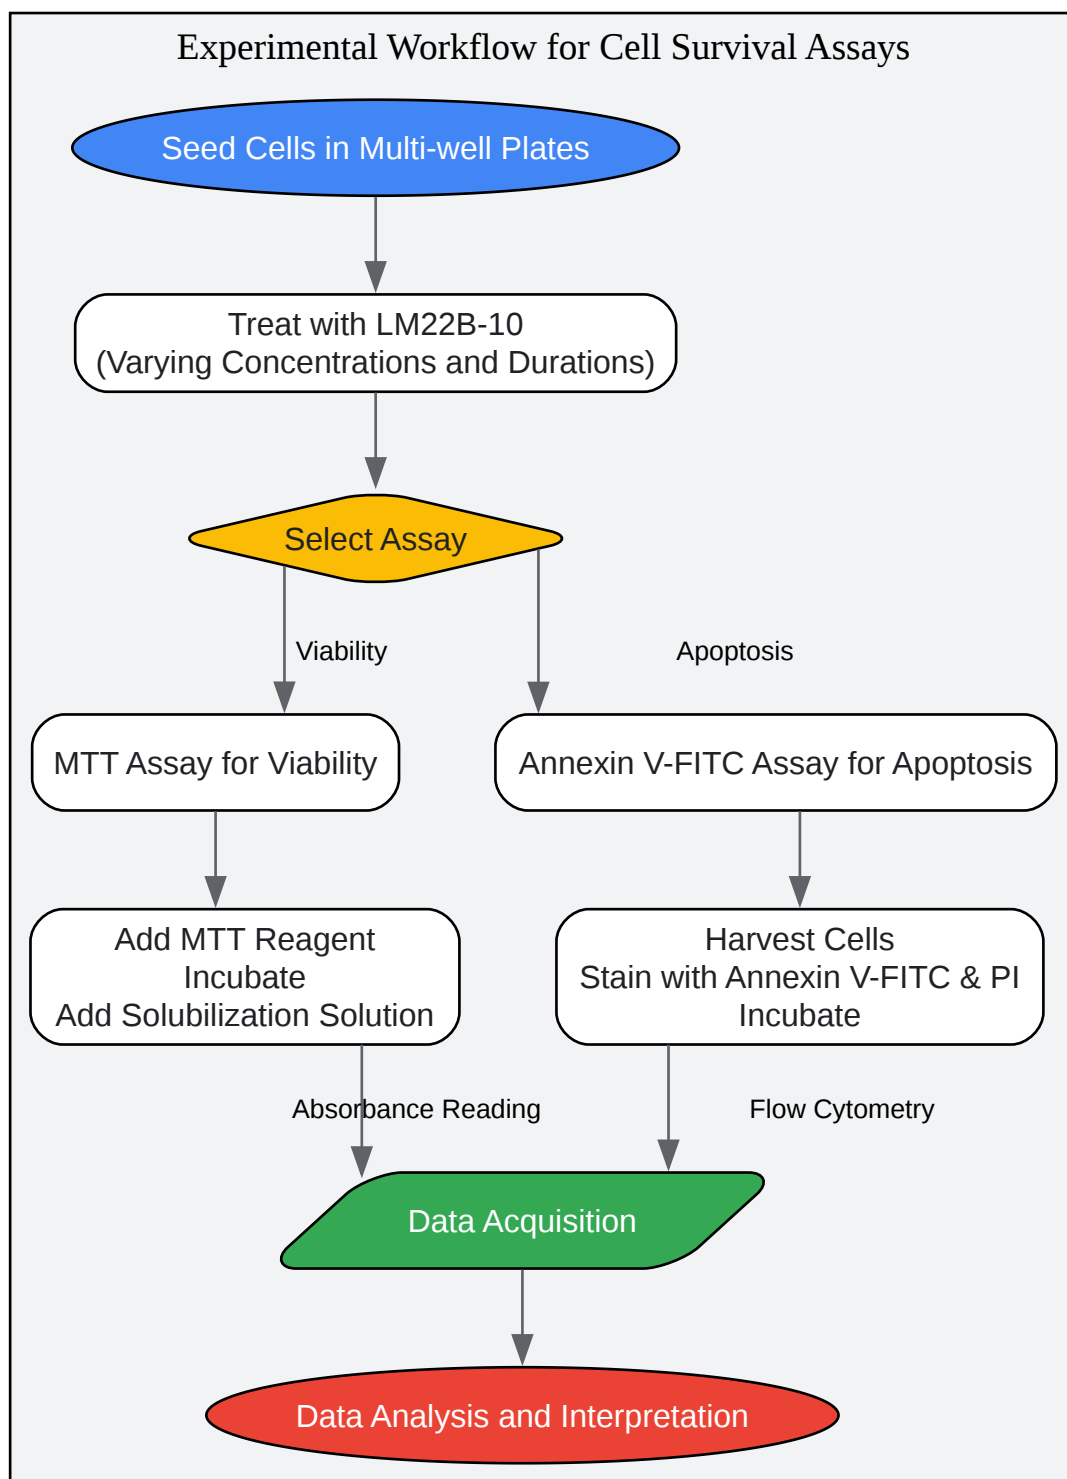 Experimental Workflow for Cell Survival Assays
Seed Cells in Multi-well Plates
Treat with LM22B-10
(Varying Concentrations and Durations)
Select Assay
Viability
Apoptosis
MTT Assay for Viability
Annexin V-FITC Assay for Apoptosis
Add MTT Reagent
Incubate
Add Solubilization Solution
Harvest Cells
Stain with Annexin V-FITC & PI
Incubate
Absorbance Reading
Flow Cytometry
Data Acquisition
Data Analysis and Interpretation